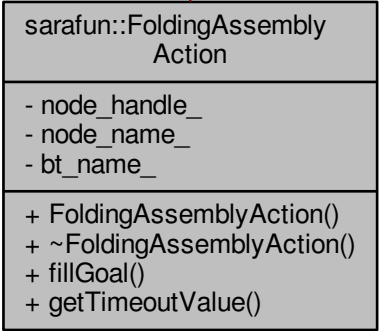 sarafun::FoldingAssembly
Action
- node_handle_
- node_name_
- bt_name_
+ FoldingAssemblyAction()
+ ~FoldingAssemblyAction()
+ fillGoal()
+ getTimeoutValue()